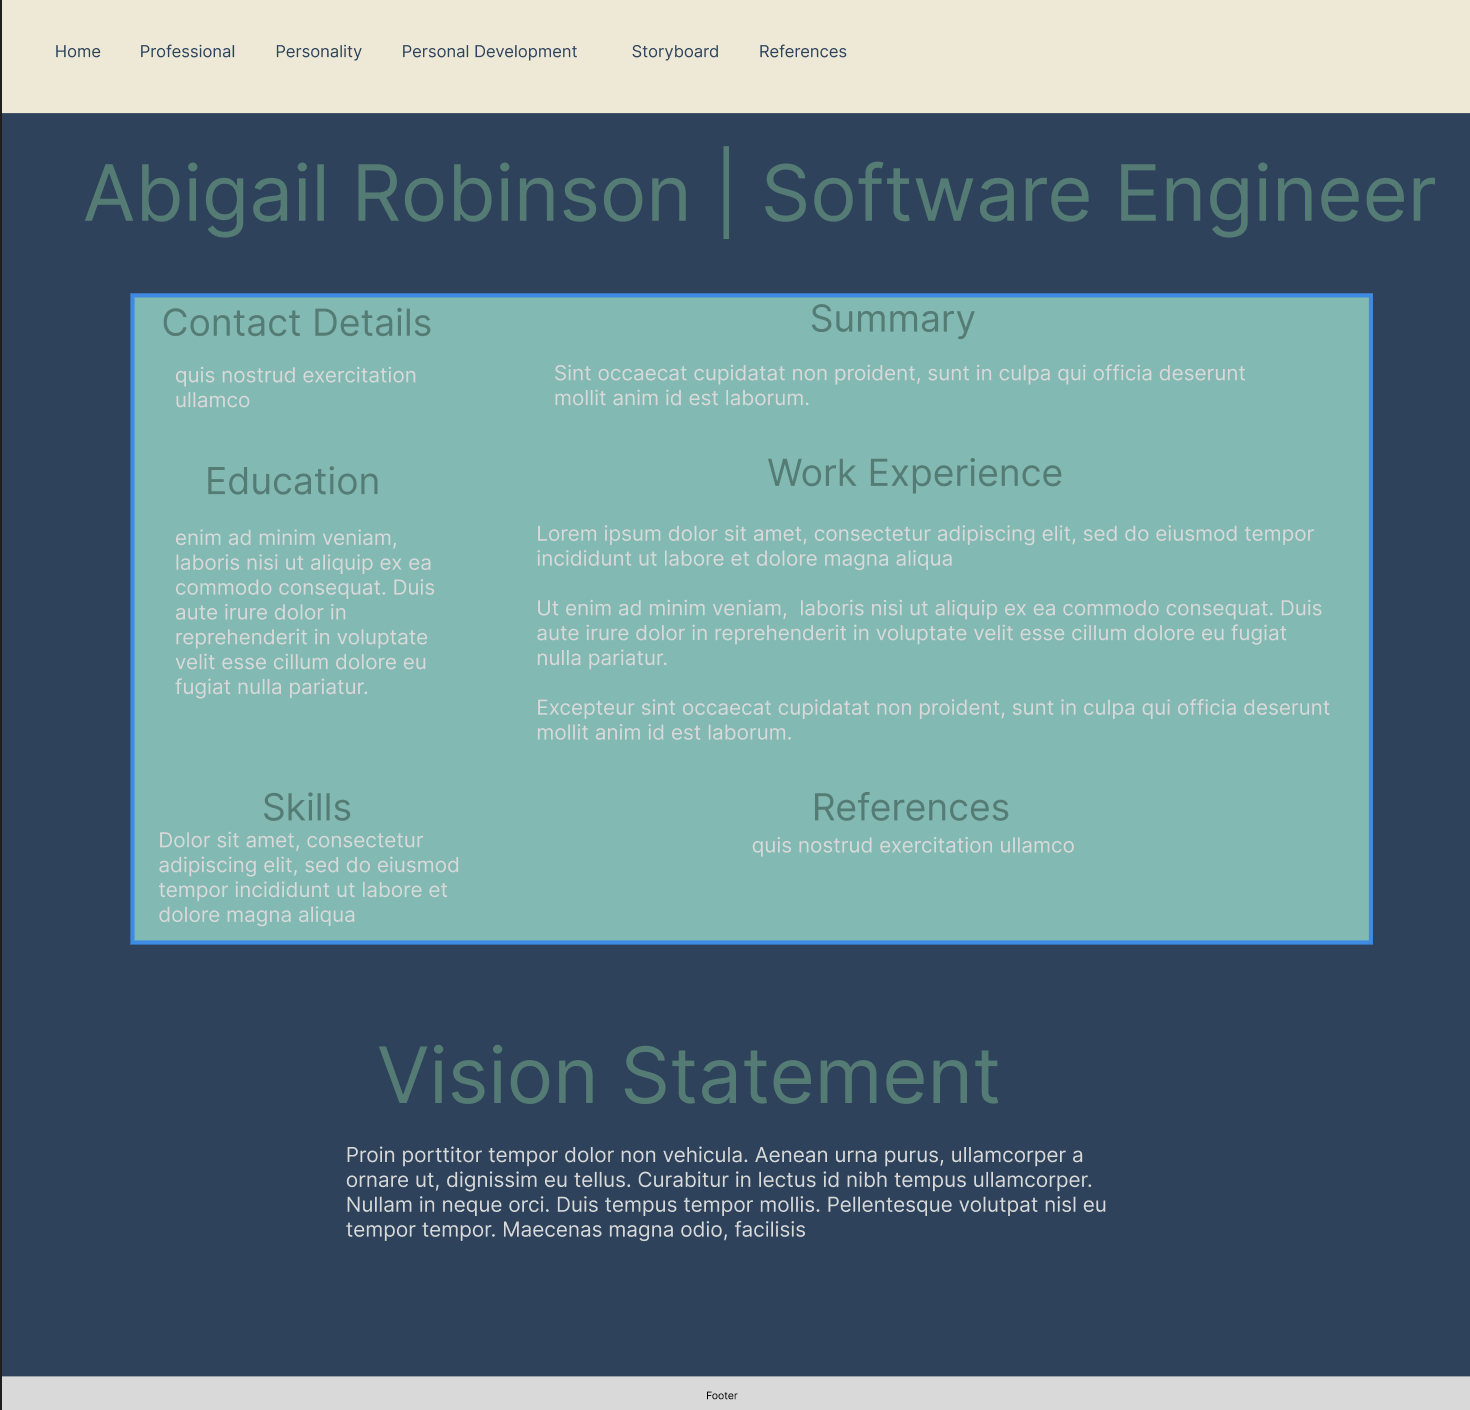 Home Professional Personality Personal Development Storyboard References
Abigail Robinson | Software Engineer
Contact Details
quis nostrud exercitation
ullamco
Summary
Sint occaecat cupidatat non proident, sunt in culpa qui officia deserunt
mollit anim id est laborum.
Education
enim ad minim veniam,
laboris nisi ut aliquip ex ea
commodo consequat. Duis
aute irure dolor in
reprehenderit in voluptate
velit esse cillum dolore eu
fugiat nulla pariatur.
Work Experience
Lorem ipsum dolor sit amet, consectetur adipiscing elit, sed do eiusmod tempor
incididunt ut labore et dolore magna aliqua
Ut enim ad minim veniam,  laboris nisi ut aliquip ex ea commodo consequat. Duis
aute irure dolor in reprehenderit in voluptate velit esse cillum dolore eu fugiat
nulla pariatur.
Excepteur sint occaecat cupidatat non proident, sunt in culpa qui officia deserunt
mollit anim id est laborum.
Skills
Dolor sit amet, consectetur
adipiscing elit, sed do eiusmod
tempor incididunt ut labore et
dolore magna aliqua
References
quis nostrud exercitation ullamco
Vision Statement
Proin porttitor tempor dolor non vehicula. Aenean urna purus, ullamcorper a
ornare ut, dignissim eu tellus. Curabitur in lectus id nibh tempus ullamcorper.
Nullam in neque orci. Duis tempus tempor mollis. Pellentesque volutpat nisl eu
tempor tempor. Maecenas magna odio, facilisis
Footer